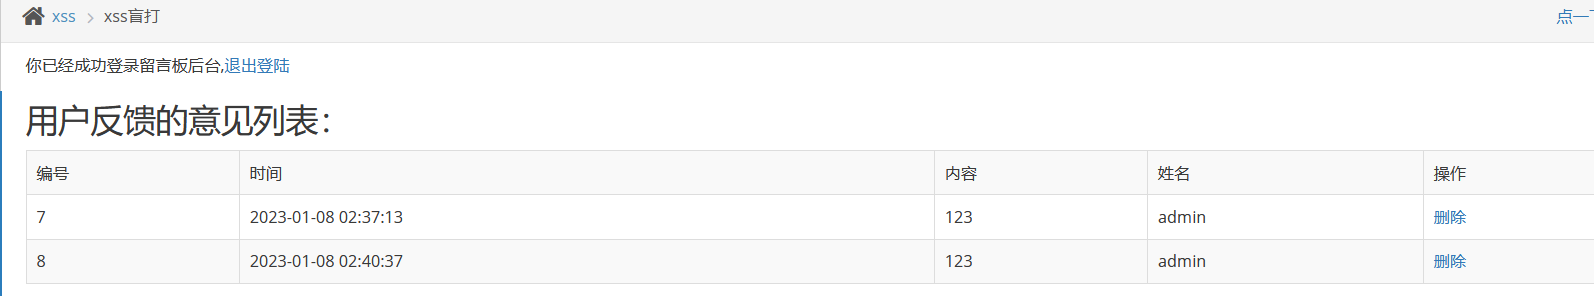 xss > xss盲打 点一
你已经成功登录留言板后台,退出登陆
用户反馈的意见列表：
编号 时间 内容 姓名 操作
7 2023-01-08 02:37:13 123 admin 删除
8 2023-01-08 02:40:37 123 admin 删除